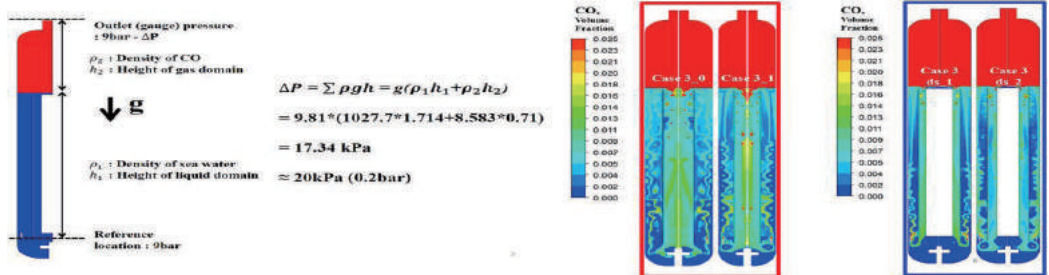 Outlet (gauge) pressure
: 9bar - ΔP
ρ₂ : Density of CO
h₂ : Height of gas domain
g
ΔP = ∑ ρgh = g(ρ₁h₁+ρ₂h₂)
= 9.81*(1027.7*1.714+8.583*0.71)
= 17.34 kPa
≈ 20kPa (0.2bar)
ρ₁ : Density of sea water
h₁ : Height of liquid domain
Reference
location : 9bar
CO,
Volume
Fraction
0.025
0.023
0.021
0.020
0.018
0.016
0.014
0.013
0.011
0.009
0.007
0.005
0.004
0.002
0.000
Case 3_0
Case 3_1
CO,
Volume
Fraction
0.025
0.023
0.021
0.020
0.018
0.016
0.014
0.013
0.011
0.009
0.007
0.005
0.004
0.002
0.000
Case 3
ds_1
Case 3
ds_2